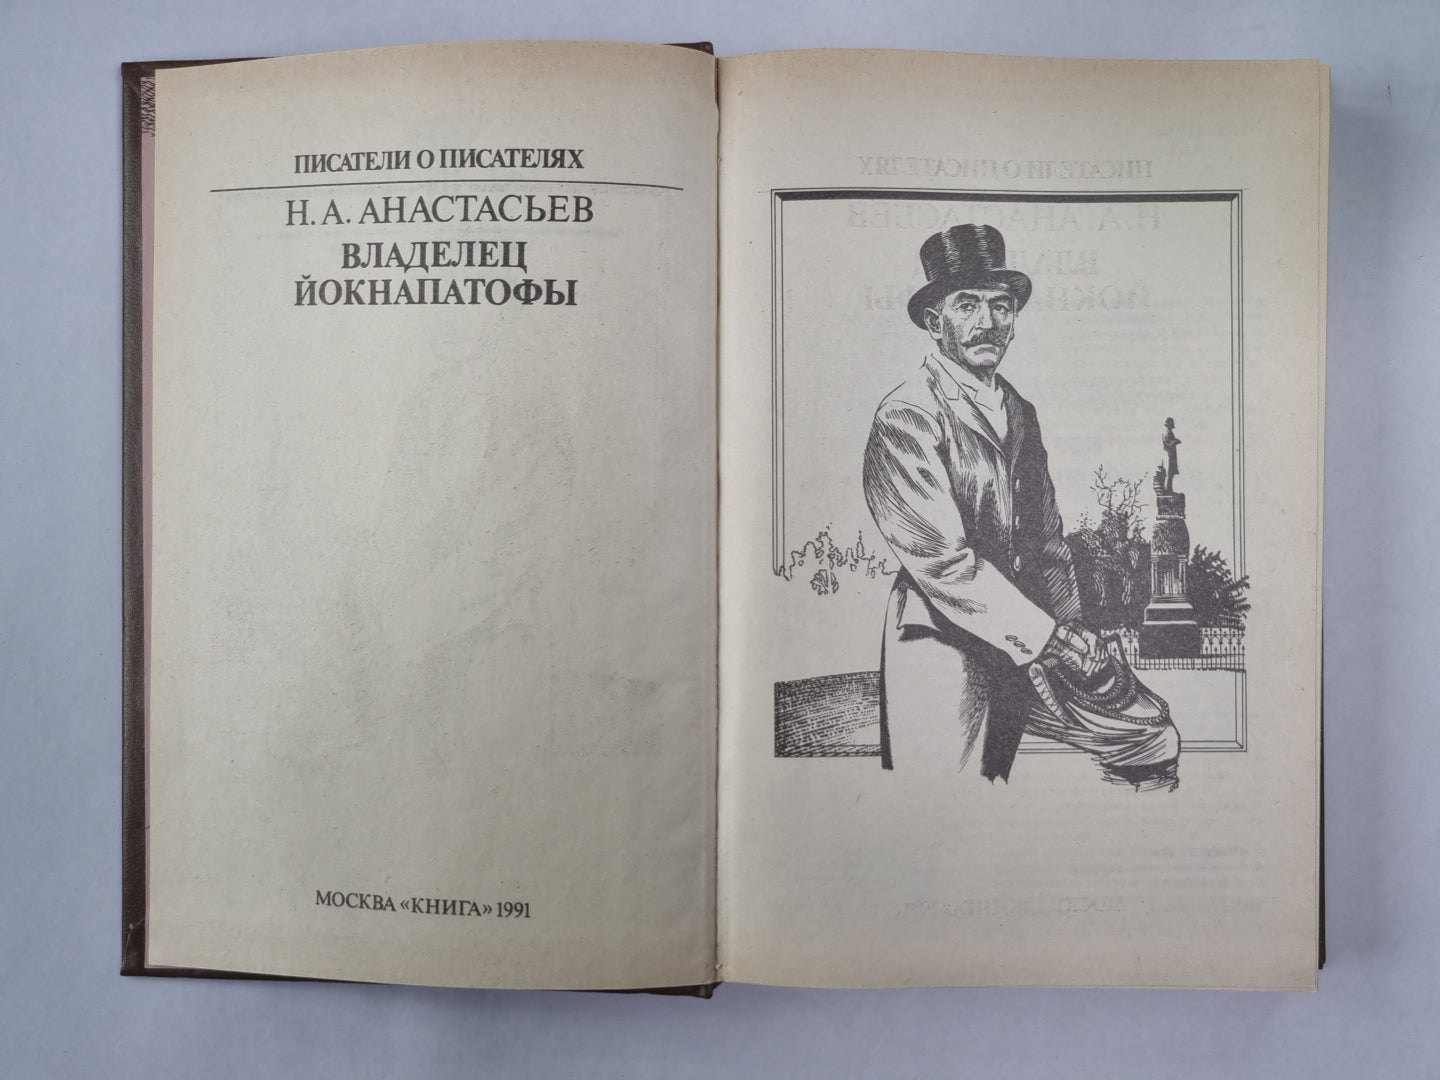 ПИСАТЕЛИ О ПИСАТЕЛЯХ
Н. А. АНАСТАСЬЕВ
ВЛАДЕЛЕЦ
ЙОКНАПАТОФЫ
МОСКВА «КНИГА» 1991